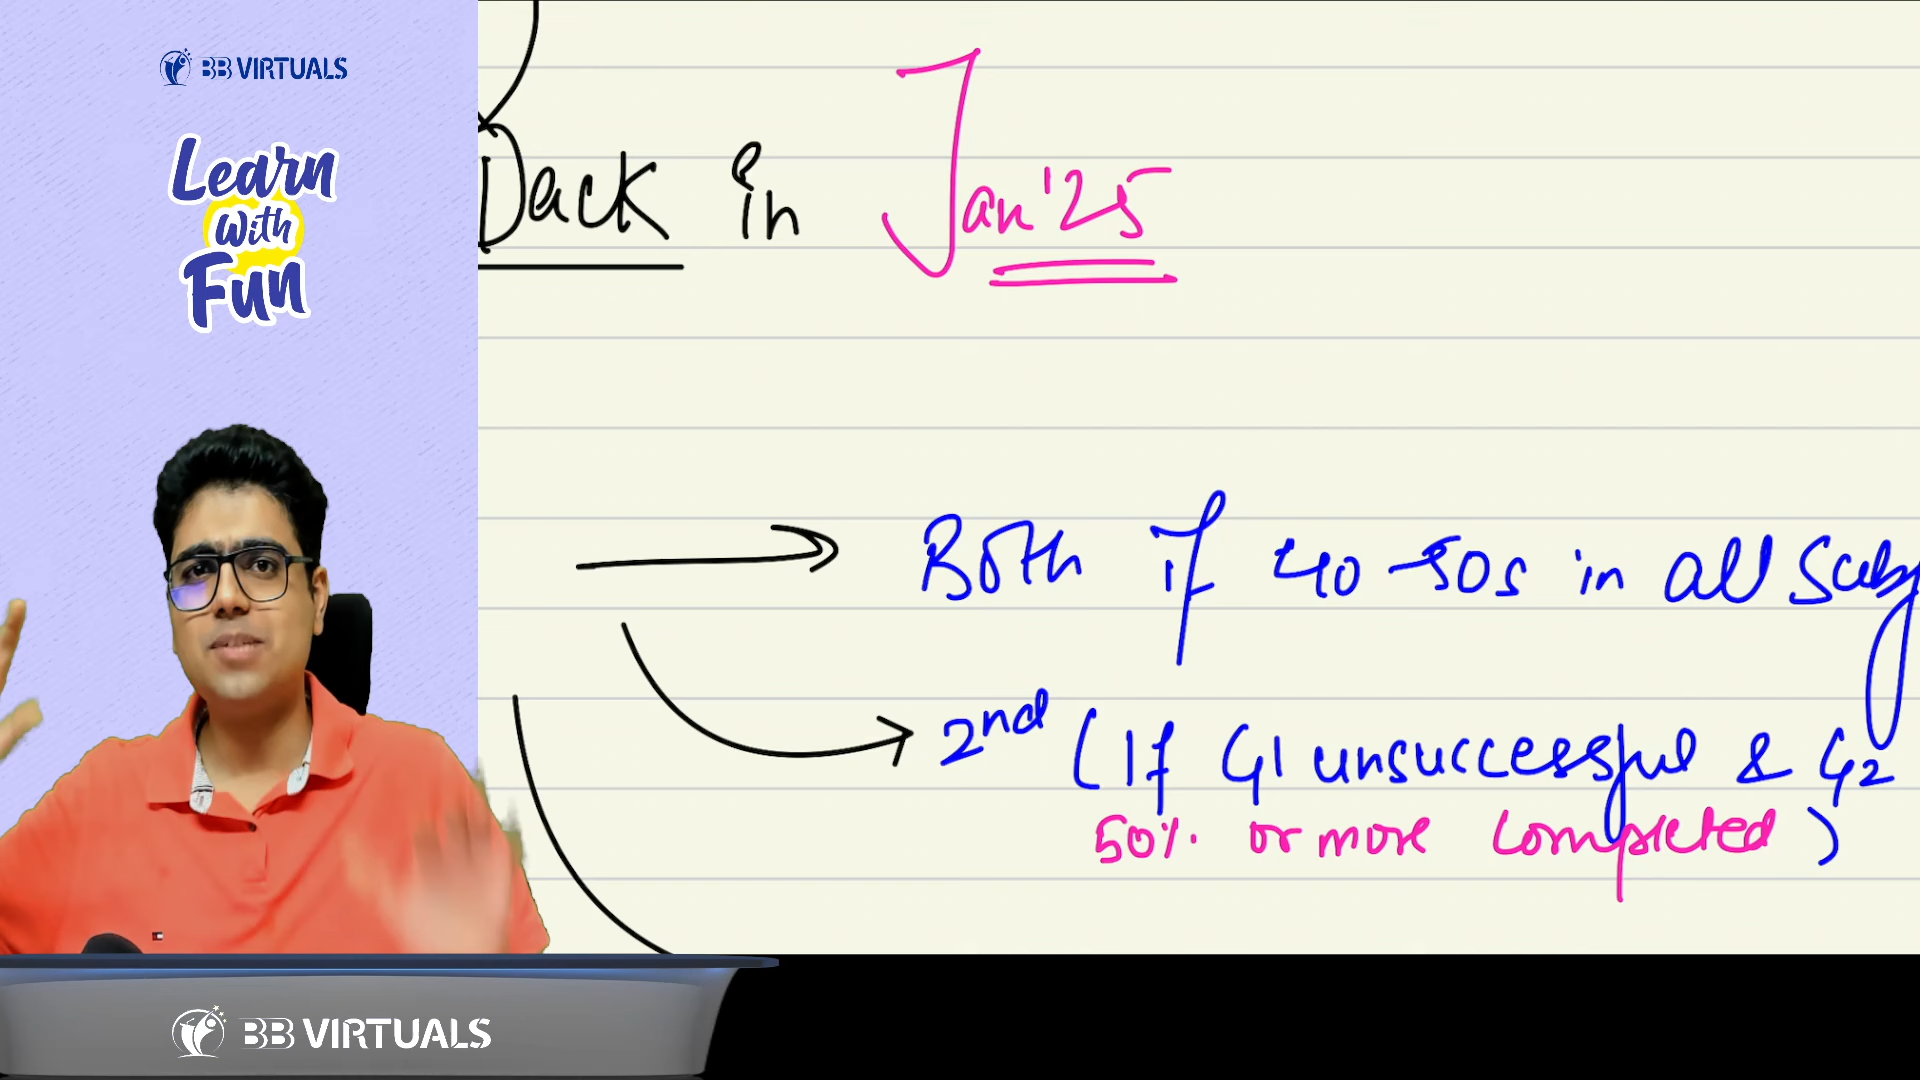 BB VIRTUALS
Learn
With
Fun
Back in Jan'25
Both if 40-50s in all Subj
2nd (If G1 unsuccessful & G2
50% or more completed)
BB VIRTUALS